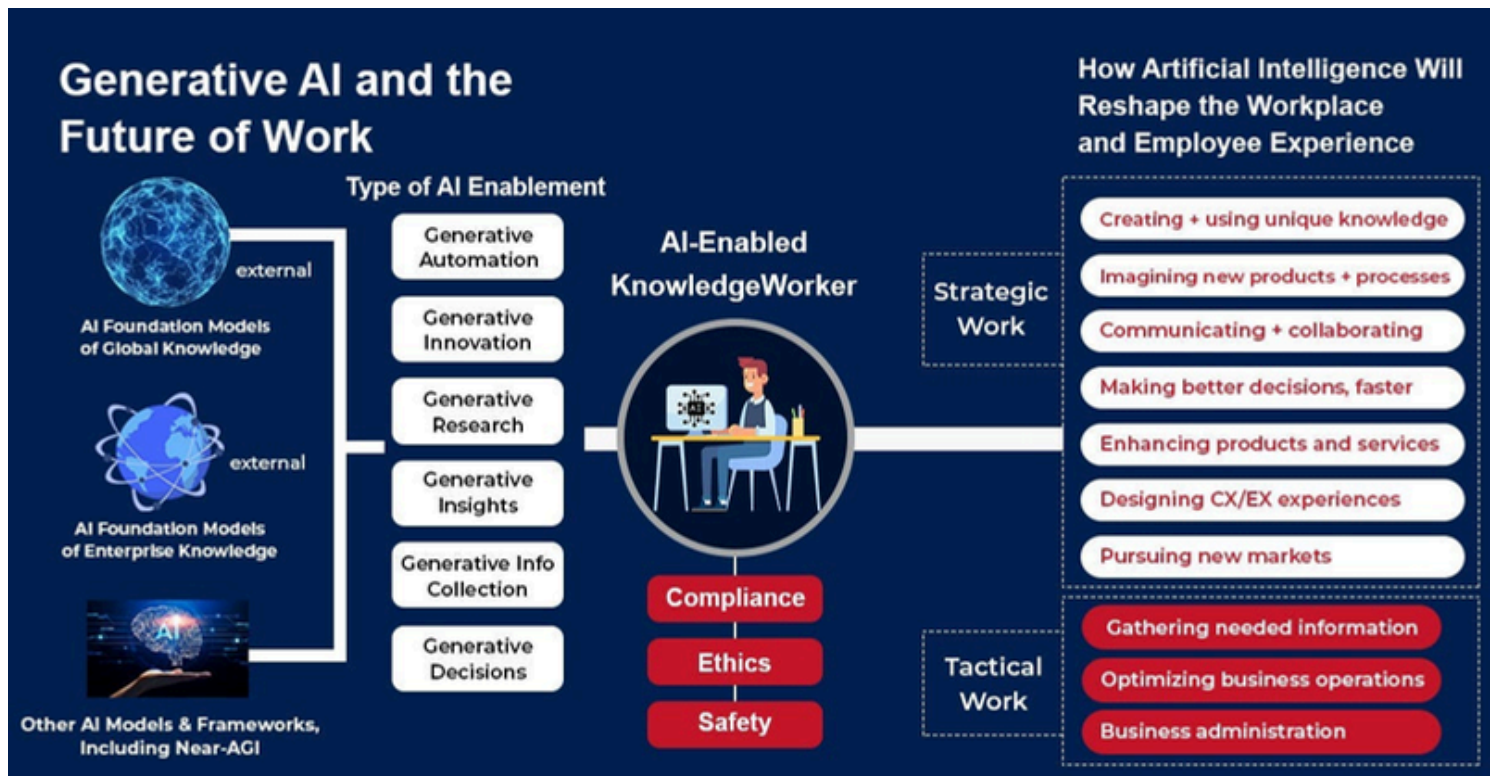 Generative AI and the
Future of Work
How Artificial Intelligence Will
Reshape the Workplace
and Employee Experience
external
AI Foundation Models
of Global Knowledge
external
AI Foundation Models
of Enterprise Knowledge
AI
Other AI Models & Frameworks,
Including Near-AGI
Type of AI Enablement
Generative
Automation
Generative
Innovation
Generative
Research
Generative
Insights
Generative Info
Collection
Generative
Decisions
AI-Enabled
KnowledgeWorker
AI
Compliance
Ethics
Safety
Strategic
Work
Creating + using unique knowledge
Imagining new products + processes
Communicating + collaborating
Making better decisions, faster
Enhancing products and services
Designing CX/EX experiences
Pursuing new markets
Tactical
Work
Gathering needed information
Optimizing business operations
Business administration